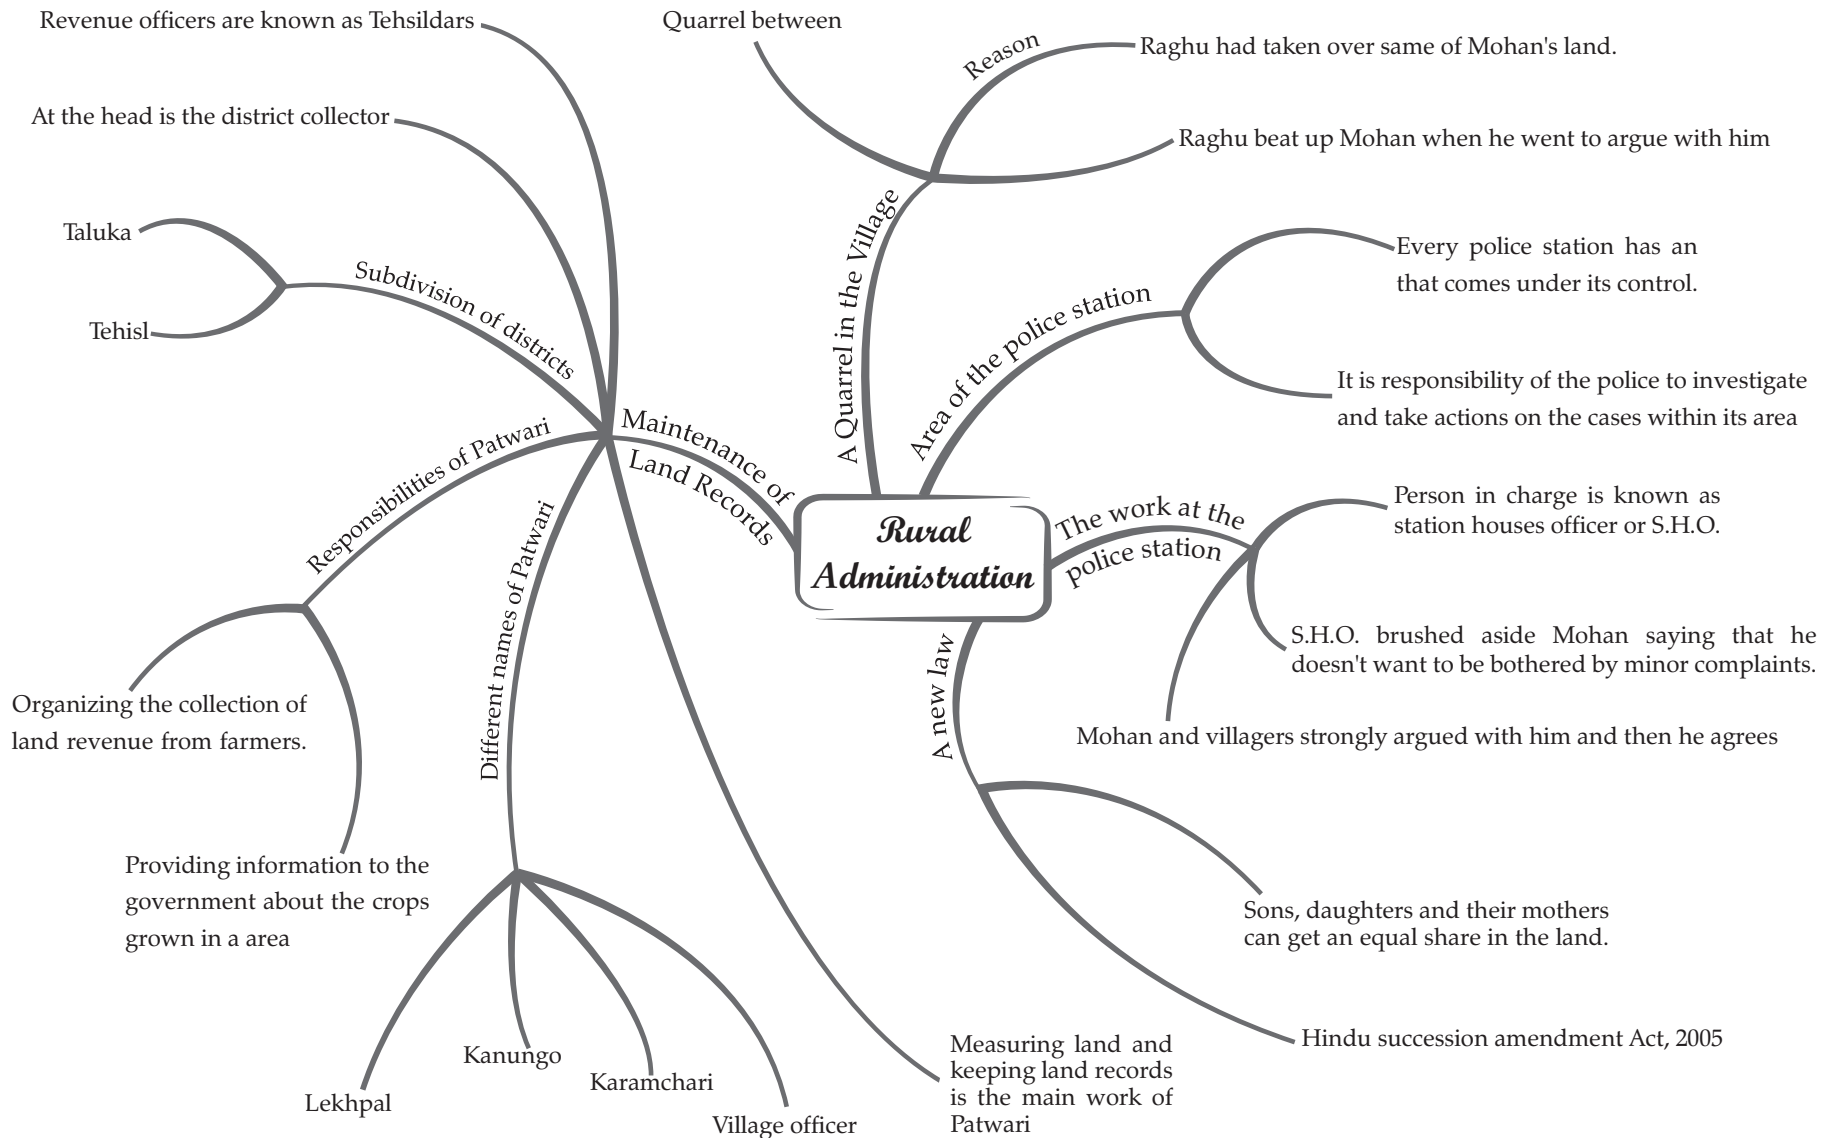 Revenue officers are known as Tehsildars
At the head is the district collector
Subdivision of districts
Taluka
Tehisl
Responsibilities of Patwari
Organizing the collection of
land revenue from farmers.
Providing information to the
government about the crops
grown in a area
Different names of Patwari
Lekhpal
Kanungo
Karamchari
Village officer
Measuring land and
keeping land records
is the main work of
Patwari
Maintenance of
Land Records
Rural
Administration
A Quarrel in the Village
Quarrel between
Reason
Raghu had taken over same of Mohan's land.
Raghu beat up Mohan when he went to argue with him
Area of the police station
Every police station has an
that comes under its control.
It is responsibility of the police to investigate
and take actions on the cases within its area
The work at the
police station
Person in charge is known as
station houses officer or S.H.O.
S.H.O. brushed aside Mohan saying that he
doesn't want to be bothered by minor complaints.
Mohan and villagers strongly argued with him and then he agrees
A new law
Sons, daughters and their mothers
can get an equal share in the land.
Hindu succession amendment Act, 2005